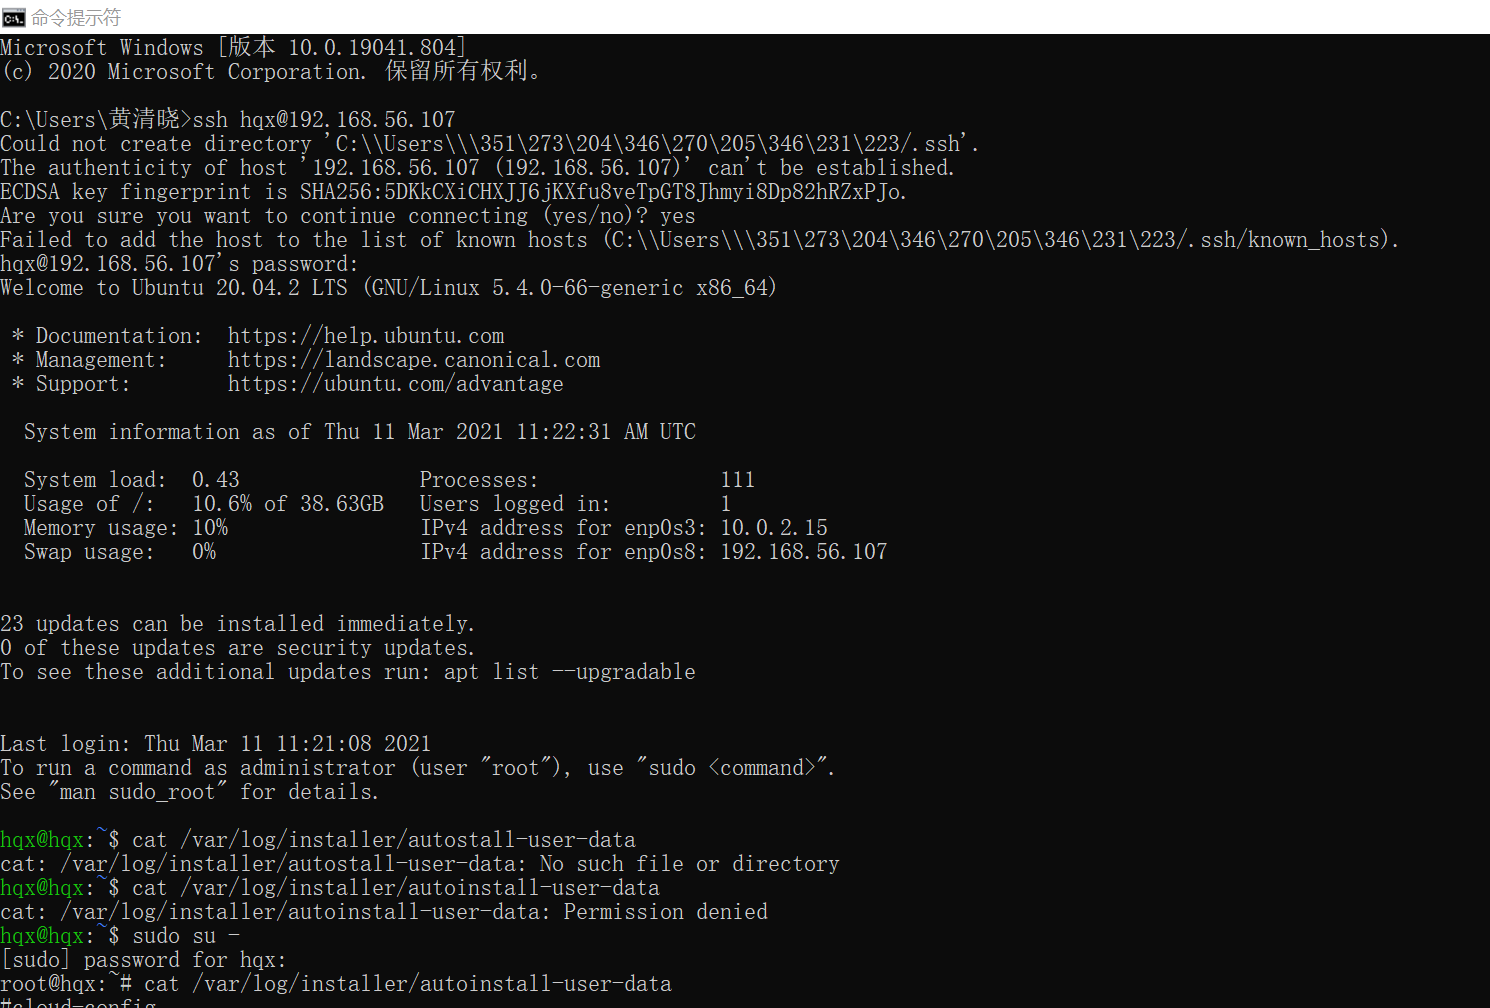 命令提示符
Microsoft Windows [版本 10.0.19041.804]
(c) 2020 Microsoft Corporation. 保留所有权利。
C:\Users\黄清晓>ssh hqx@192.168.56.107
Could not create directory 'C:\\Users\\\351\273\204\346\270\205\346\231\223/.ssh'.
The authenticity of host '192.168.56.107 (192.168.56.107)' can't be established.
ECDSA key fingerprint is SHA256:5DKkCXiCHXJJ6jKXfu8veTpGT8Jhmyi8Dp82hRZxPJo.
Are you sure you want to continue connecting (yes/no)? yes
Failed to add the host to the list of known hosts (C:\\Users\\\351\273\204\346\270\205\346\231\223/.ssh/known_hosts).
hqx@192.168.56.107's password:
Welcome to Ubuntu 20.04.2 LTS (GNU/Linux 5.4.0-66-generic x86_64)
* Documentation:  https://help.ubuntu.com
* Management:     https://landscape.canonical.com
* Support:        https://ubuntu.com/advantage
System information as of Thu 11 Mar 2021 11:22:31 AM UTC
System load:  0.43               Processes:               111
Usage of /:   10.6% of 38.63GB   Users logged in:         1
Memory usage: 10%                IPv4 address for enp0s3: 10.0.2.15
Swap usage:   0%                 IPv4 address for enp0s8: 192.168.56.107
23 updates can be installed immediately.
0 of these updates are security updates.
To see these additional updates run: apt list --upgradable
Last login: Thu Mar 11 11:21:08 2021
To run a command as administrator (user "root"), use "sudo <command>".
See "man sudo_root" for details.
hqx@hqx:~$ cat /var/log/installer/autostall-user-data
cat: /var/log/installer/autostall-user-data: No such file or directory
hqx@hqx:~$ cat /var/log/installer/autoinstall-user-data
cat: /var/log/installer/autoinstall-user-data: Permission denied
hqx@hqx:~$ sudo su -
[sudo] password for hqx:
root@hqx:~# cat /var/log/installer/autoinstall-user-data
#cloud-config